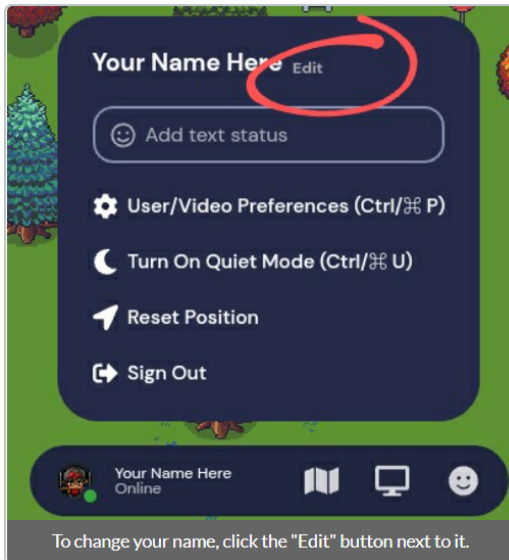 Your Name Here Edit
Add text status
User/Video Preferences (Ctrl/⌘ P)
Turn On Quiet Mode (Ctrl/⌘ U)
Reset Position
Sign Out
Your Name Here
Online
To change your name, click the "Edit" button next to it.